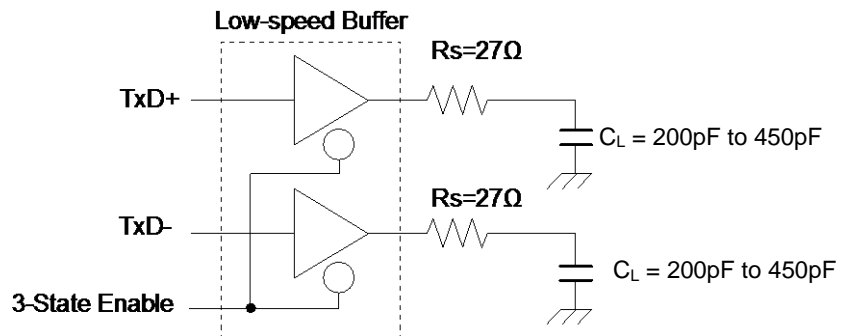 Low-speed Buffer
Rs=27Ω
TxD+
C_L = 200pF to 450pF
Rs=27Ω
TxD-
C_L = 200pF to 450pF
3-State Enable